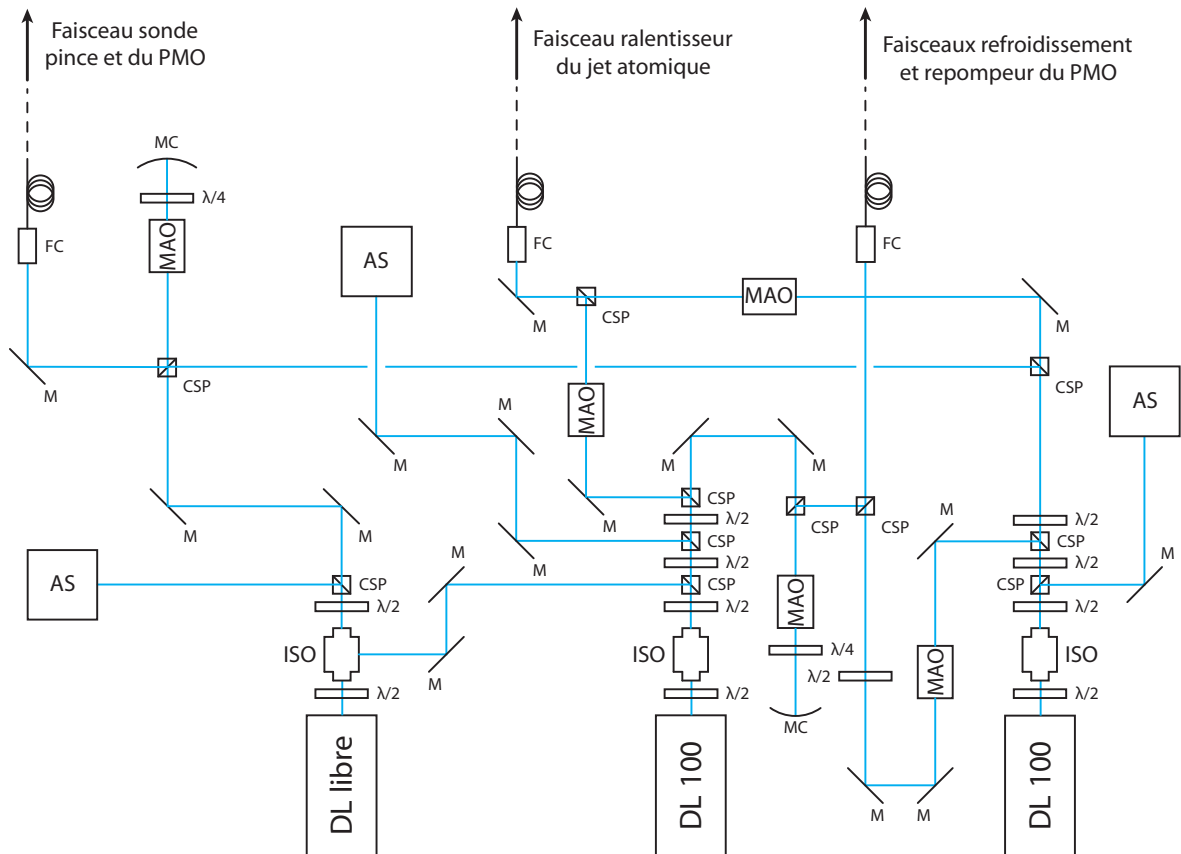 Faisceau sonde
pince et du PMO
Faisceau ralentisseur
du jet atomique
Faisceaux refroidissement
et repompeur du PMO
MC
λ/4
MAO
FC
AS
FC
FC
MAO
M
CSP
M
M
CSP
CSP
AS
MAO
M
M
M
M
M
M
CSP
M
CSP
CSP
M
λ/2
λ/2
CSP
CSP
M
M
λ/2
λ/2
AS
CSP
CSP
CSP
M
λ/2
λ/2
λ/2
MAO
ISO
M
ISO
λ/4
MAO
ISO
λ/2
λ/2
λ/2
λ/2
MC
DL libre
DL 100
DL 100
M
M